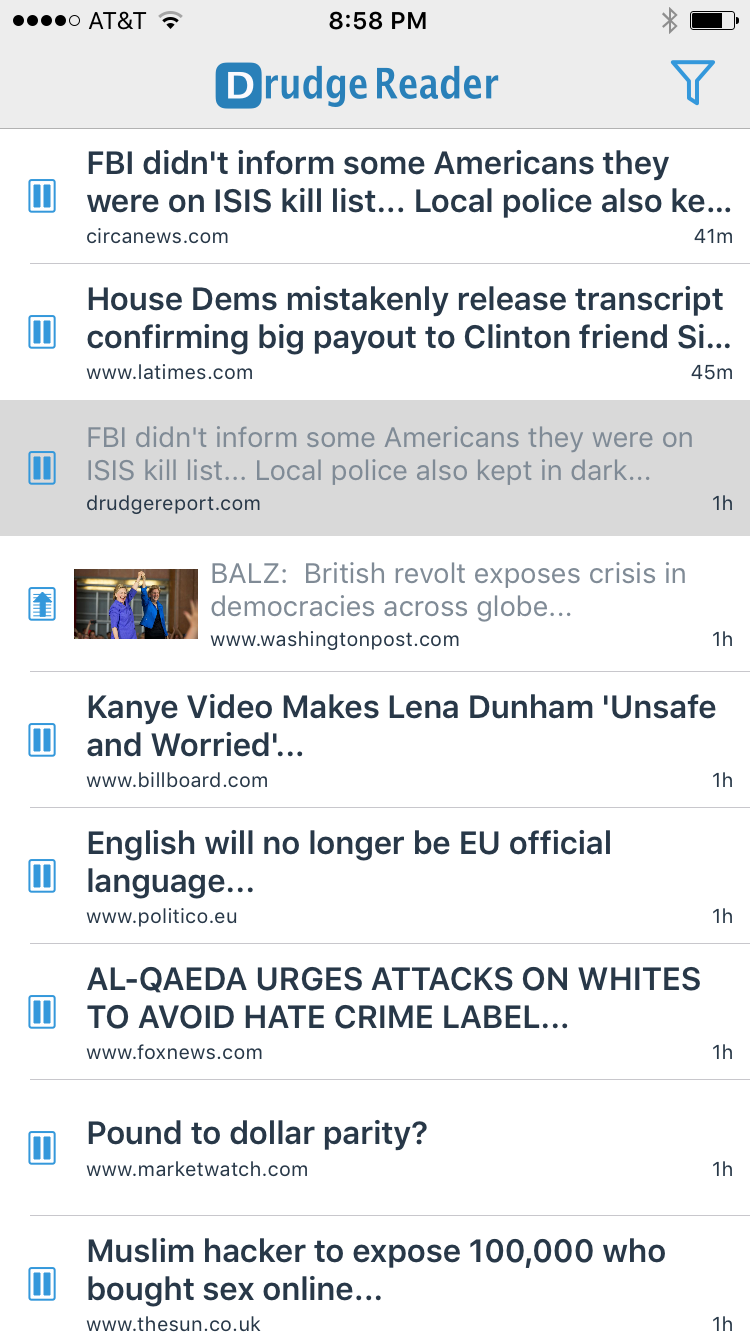 AT&T 8:58 PM
Drudge Reader
FBI didn't inform some Americans they
were on ISIS kill list... Local police also ke...
circanews.com 41m
House Dems mistakenly release transcript
confirming big payout to Clinton friend Si...
www.latimes.com 45m
FBI didn't inform some Americans they were on
ISIS kill list... Local police also kept in dark...
drudgereport.com 1h
BALZ:  British revolt exposes crisis in
democracies across globe...
www.washingtonpost.com 1h
Kanye Video Makes Lena Dunham 'Unsafe
and Worried'...
www.billboard.com 1h
English will no longer be EU official
language...
www.politico.eu 1h
AL-QAEDA URGES ATTACKS ON WHITES
TO AVOID HATE CRIME LABEL...
www.foxnews.com 1h
Pound to dollar parity?
www.marketwatch.com 1h
Muslim hacker to expose 100,000 who
bought sex online...
www.thesun.co.uk 1h